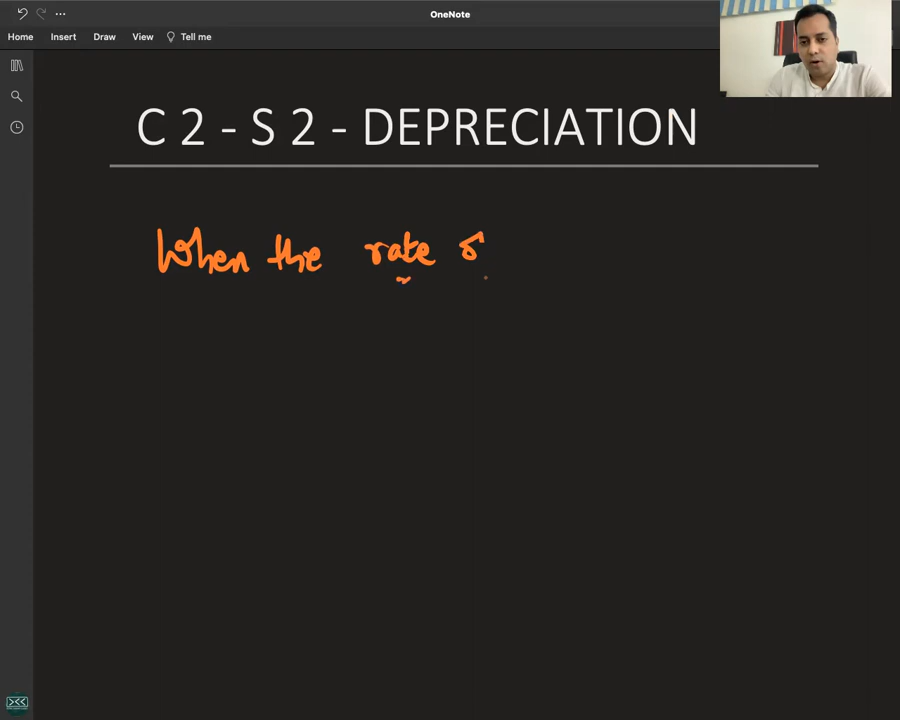 OneNote
Home Insert Draw View Tell me
C 2 - S 2 - DEPRECIATION
When the rate